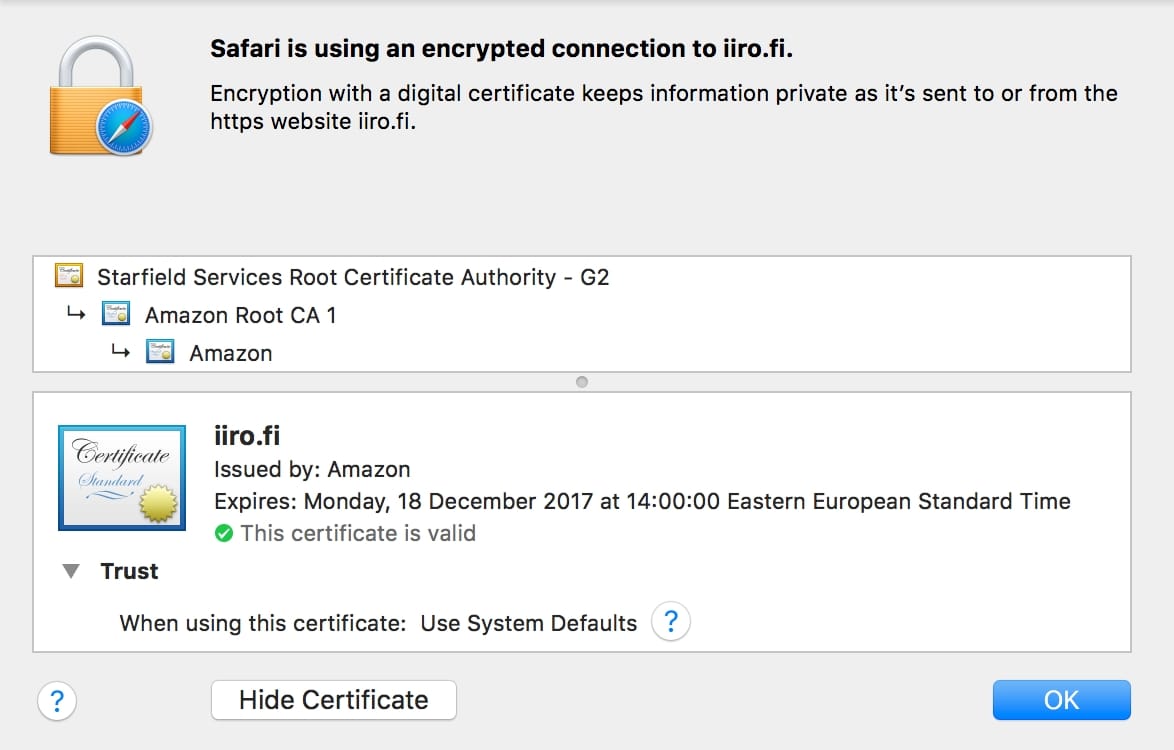 Safari is using an encrypted connection to iiro.fi.
Encryption with a digital certificate keeps information private as it’s sent to or from the
https website iiro.fi.
Starfield Services Root Certificate Authority - G2
↳ Amazon Root CA 1
↳ Amazon
Certificate
Standard
iiro.fi
Issued by: Amazon
Expires: Monday, 18 December 2017 at 14:00:00 Eastern European Standard Time
This certificate is valid
Trust
When using this certificate: Use System Defaults ?
? Hide Certificate OK